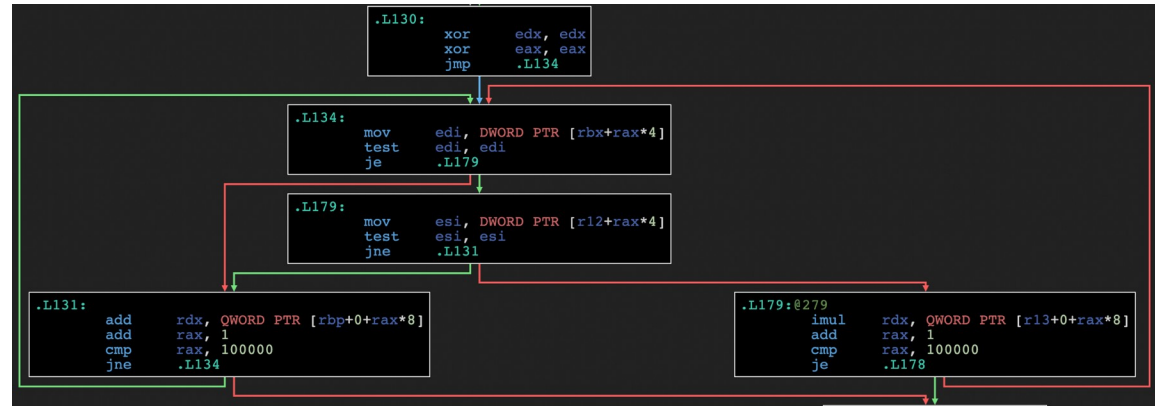 .L130:
xor edx, edx
xor eax, eax
jmp .L134
.L134:
mov edi, DWORD PTR [rbx+rax*4]
test edi, edi
je .L179
.L179:
mov esi, DWORD PTR [r12+rax*4]
test esi, esi
jne .L131
.L131:
add rdx, QWORD PTR [rbp+0+rax*8]
add rax, 1
cmp rax, 100000
jne .L134
.L179:@279
imul rdx, QWORD PTR [r13+0+rax*8]
add rax, 1
cmp rax, 100000
je .L178